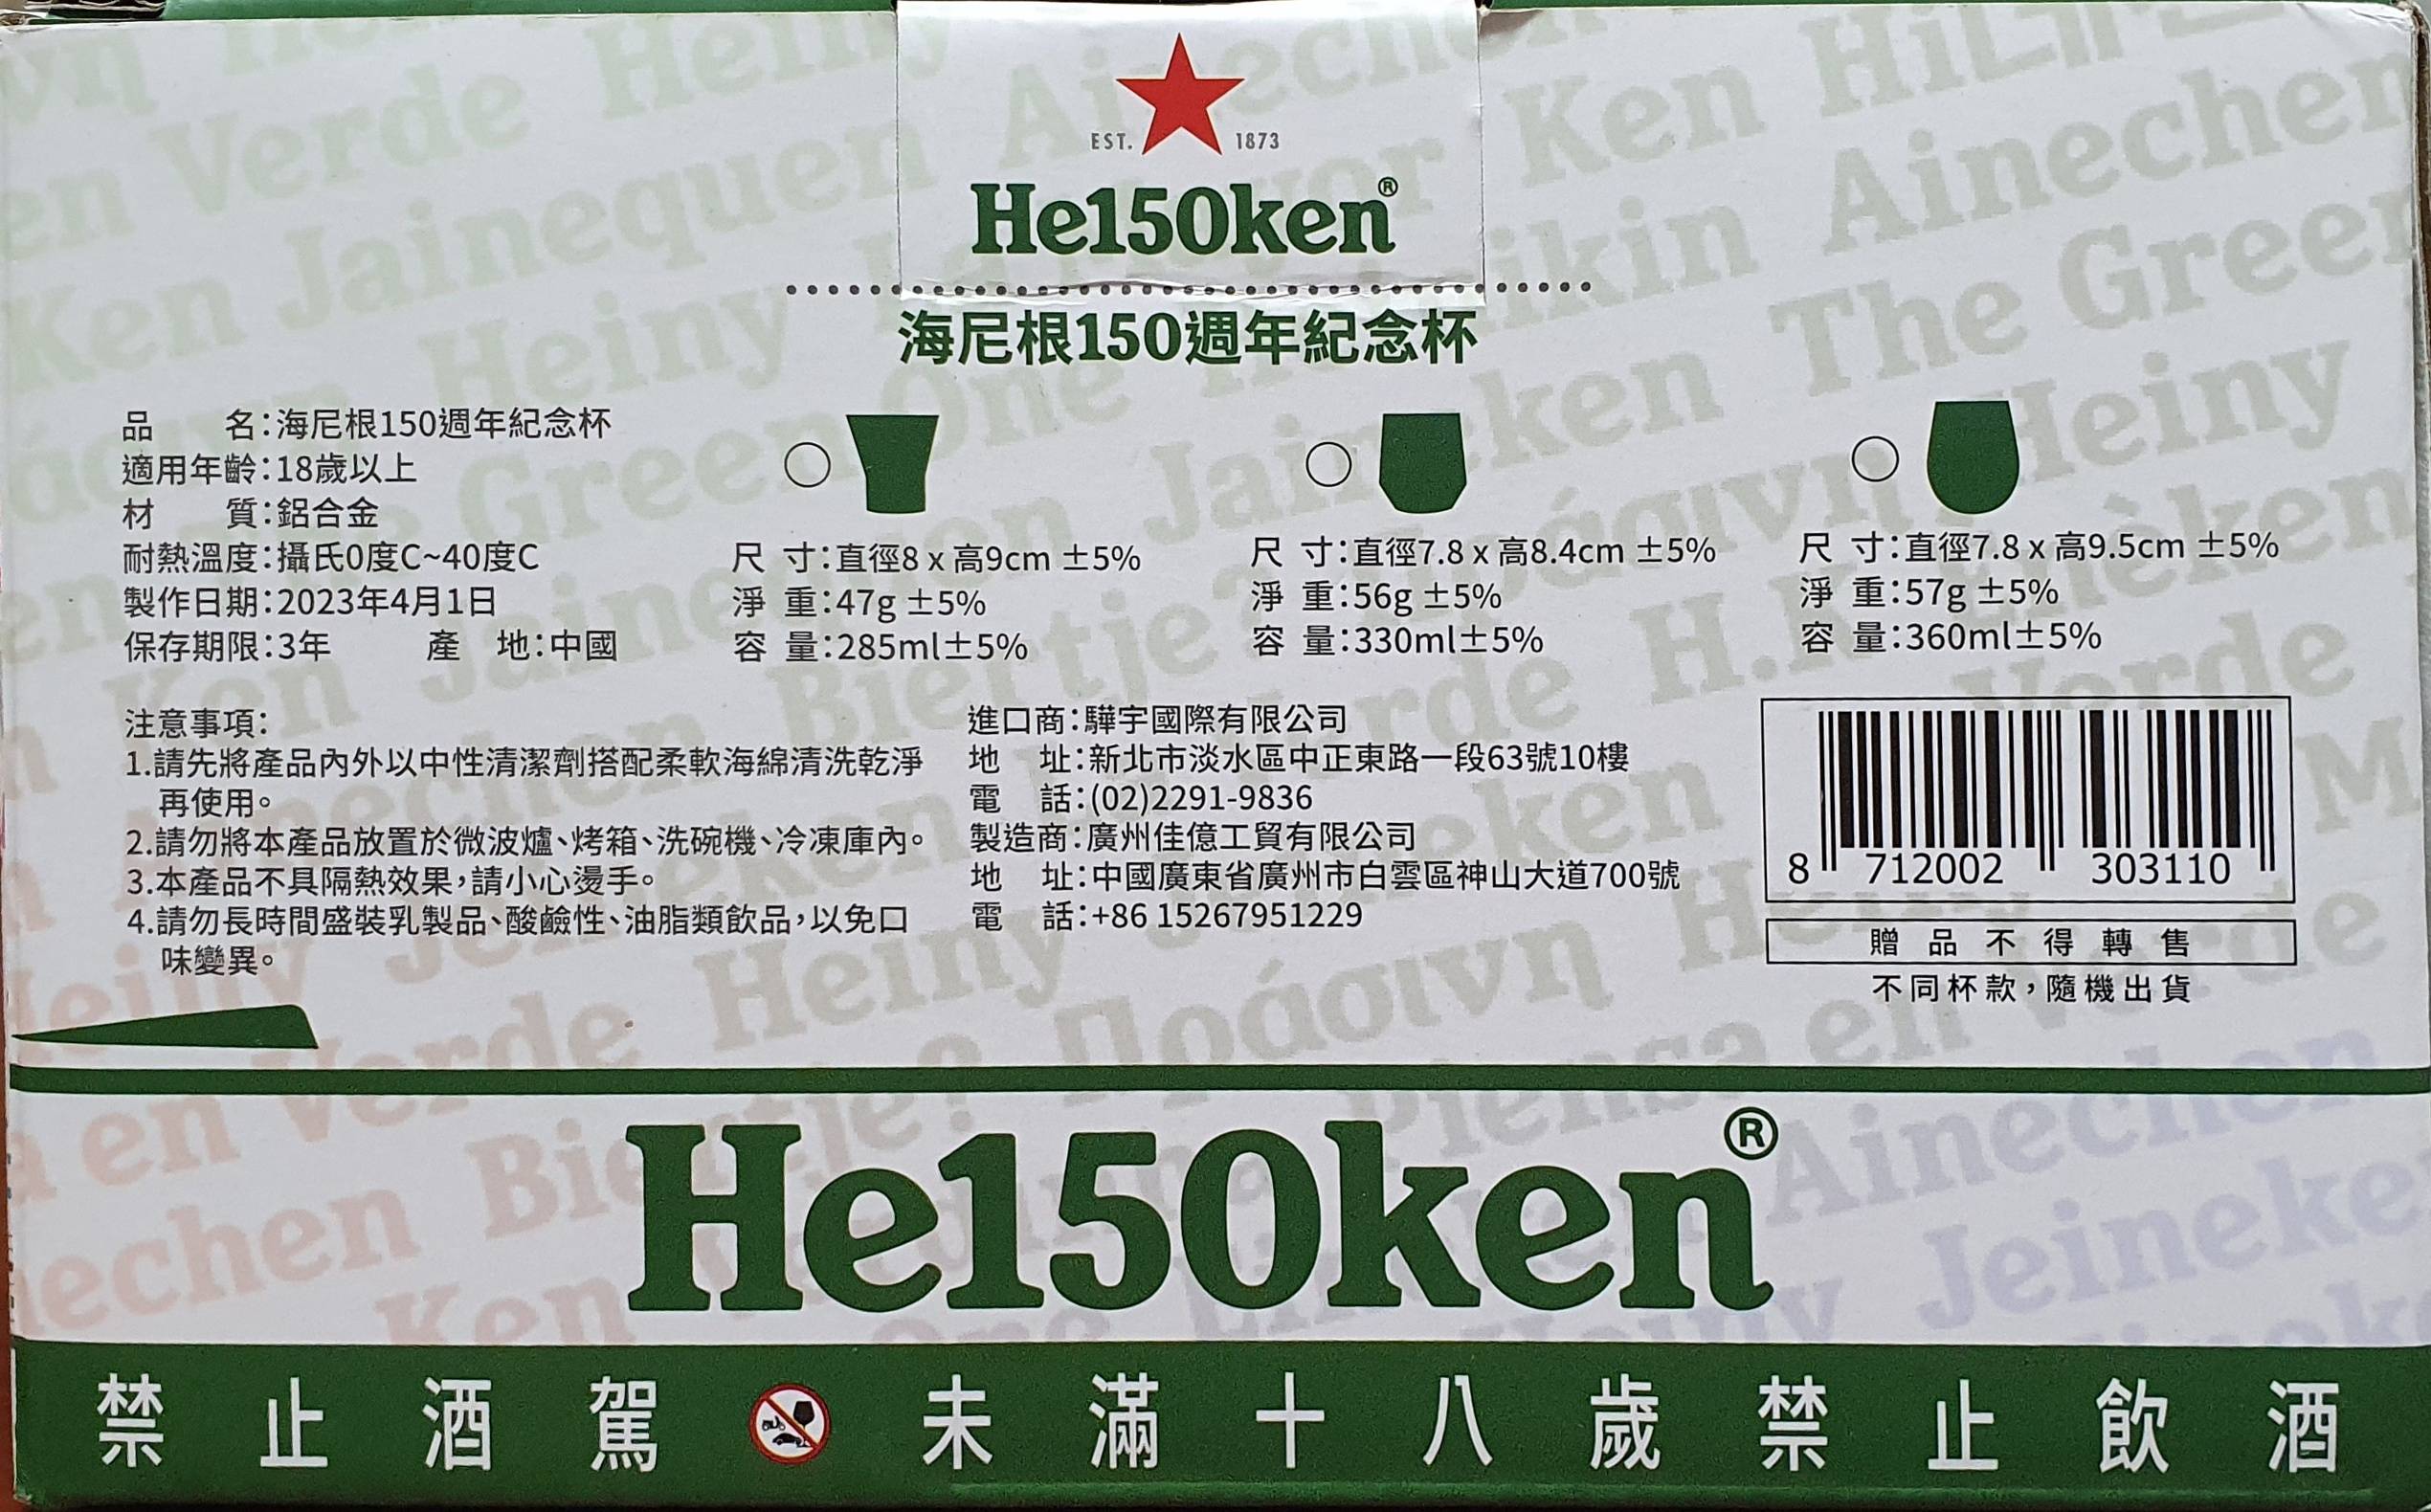 EST. 1873
He150ken®
海尼根150週年紀念杯
品 名:海尼根150週年紀念杯
適用年齡:18歲以上
材 質:鋁合金
耐熱溫度:攝氏0度C~40度C
製作日期:2023年4月1日
保存期限:3年 產 地:中國
尺 寸:直徑8 x 高9cm ±5%
淨 重:47g ±5%
容 量:285ml±5%
尺 寸:直徑7.8 x 高8.4cm ±5%
淨 重:56g ±5%
容 量:330ml±5%
尺 寸:直徑7.8 x 高9.5cm ±5%
淨 重:57g ±5%
容 量:360ml±5%
注意事項:
1.請先將產品內外以中性清潔劑搭配柔軟海綿清洗乾淨
再使用。
2.請勿將本產品放置於微波爐、烤箱、洗碗機、冷凍庫內。
3.本產品不具隔熱效果,請小心燙手。
4.請勿長時間盛裝乳製品、酸鹼性、油脂類飲品,以免口
味變異。
進口商:驊宇國際有限公司
地 址:新北市淡水區中正東路一段63號10樓
電 話:(02)2291-9836
製造商:廣州佳億工貿有限公司
地 址:中國廣東省廣州市白雲區神山大道700號
電 話:+86 15267951229
8 712002 303110
贈品不得轉售
不同杯款,隨機出貨
He150ken®
禁止酒駕 未滿十八歲禁止飲酒